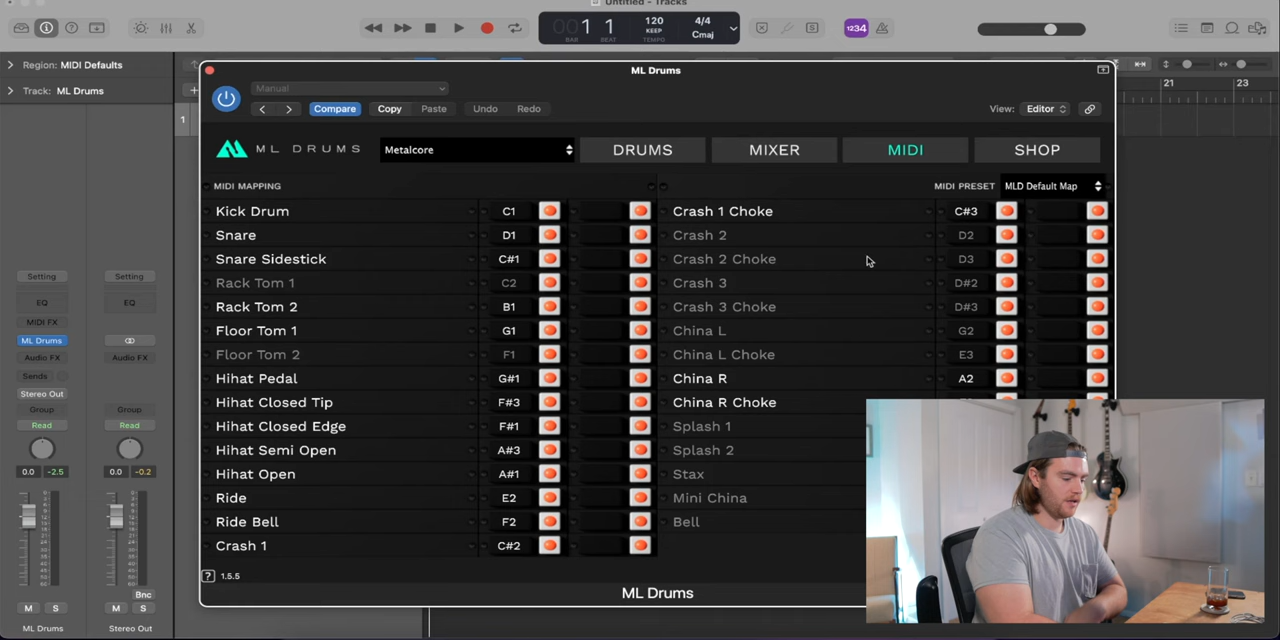 Untitled - Tracks
001 1
BAR BEAT
120
KEEP
TEMPO
4/4
Cmaj
S
1234
Region: MIDI Defaults
Track: ML Drums
ML Drums
Manual
Compare Copy Paste Undo Redo
View: Editor
21 23
1
ML DRUMS Metalcore DRUMS MIXER MIDI SHOP
MIDI MAPPING
MIDI PRESET MLD Default Map
Kick Drum C1
Snare D1
Snare Sidestick C#1
Rack Tom 1 C2
Rack Tom 2 B1
Floor Tom 1 G1
Floor Tom 2 F1
Hihat Pedal G#1
Hihat Closed Tip F#3
Hihat Closed Edge F#1
Hihat Semi Open A#3
Hihat Open A#1
Ride E2
Ride Bell F2
Crash 1 C#2
Crash 1 Choke C#3
Crash 2 D2
Crash 2 Choke D3
Crash 3 D#2
Crash 3 Choke D#3
China L G2
China L Choke E3
China R A2
China R Choke
Splash 1
Splash 2
Stax
Mini China
Bell
? 1.5.5
ML Drums
Setting Setting
EQ EQ
MIDI FX
ML Drums
Audio FX Audio FX
Sends
Stereo Out
Group Group
Read Read
0.0 -2.5 0.0 -0.2
Bnc
M S M S
ML Drums Stereo Out